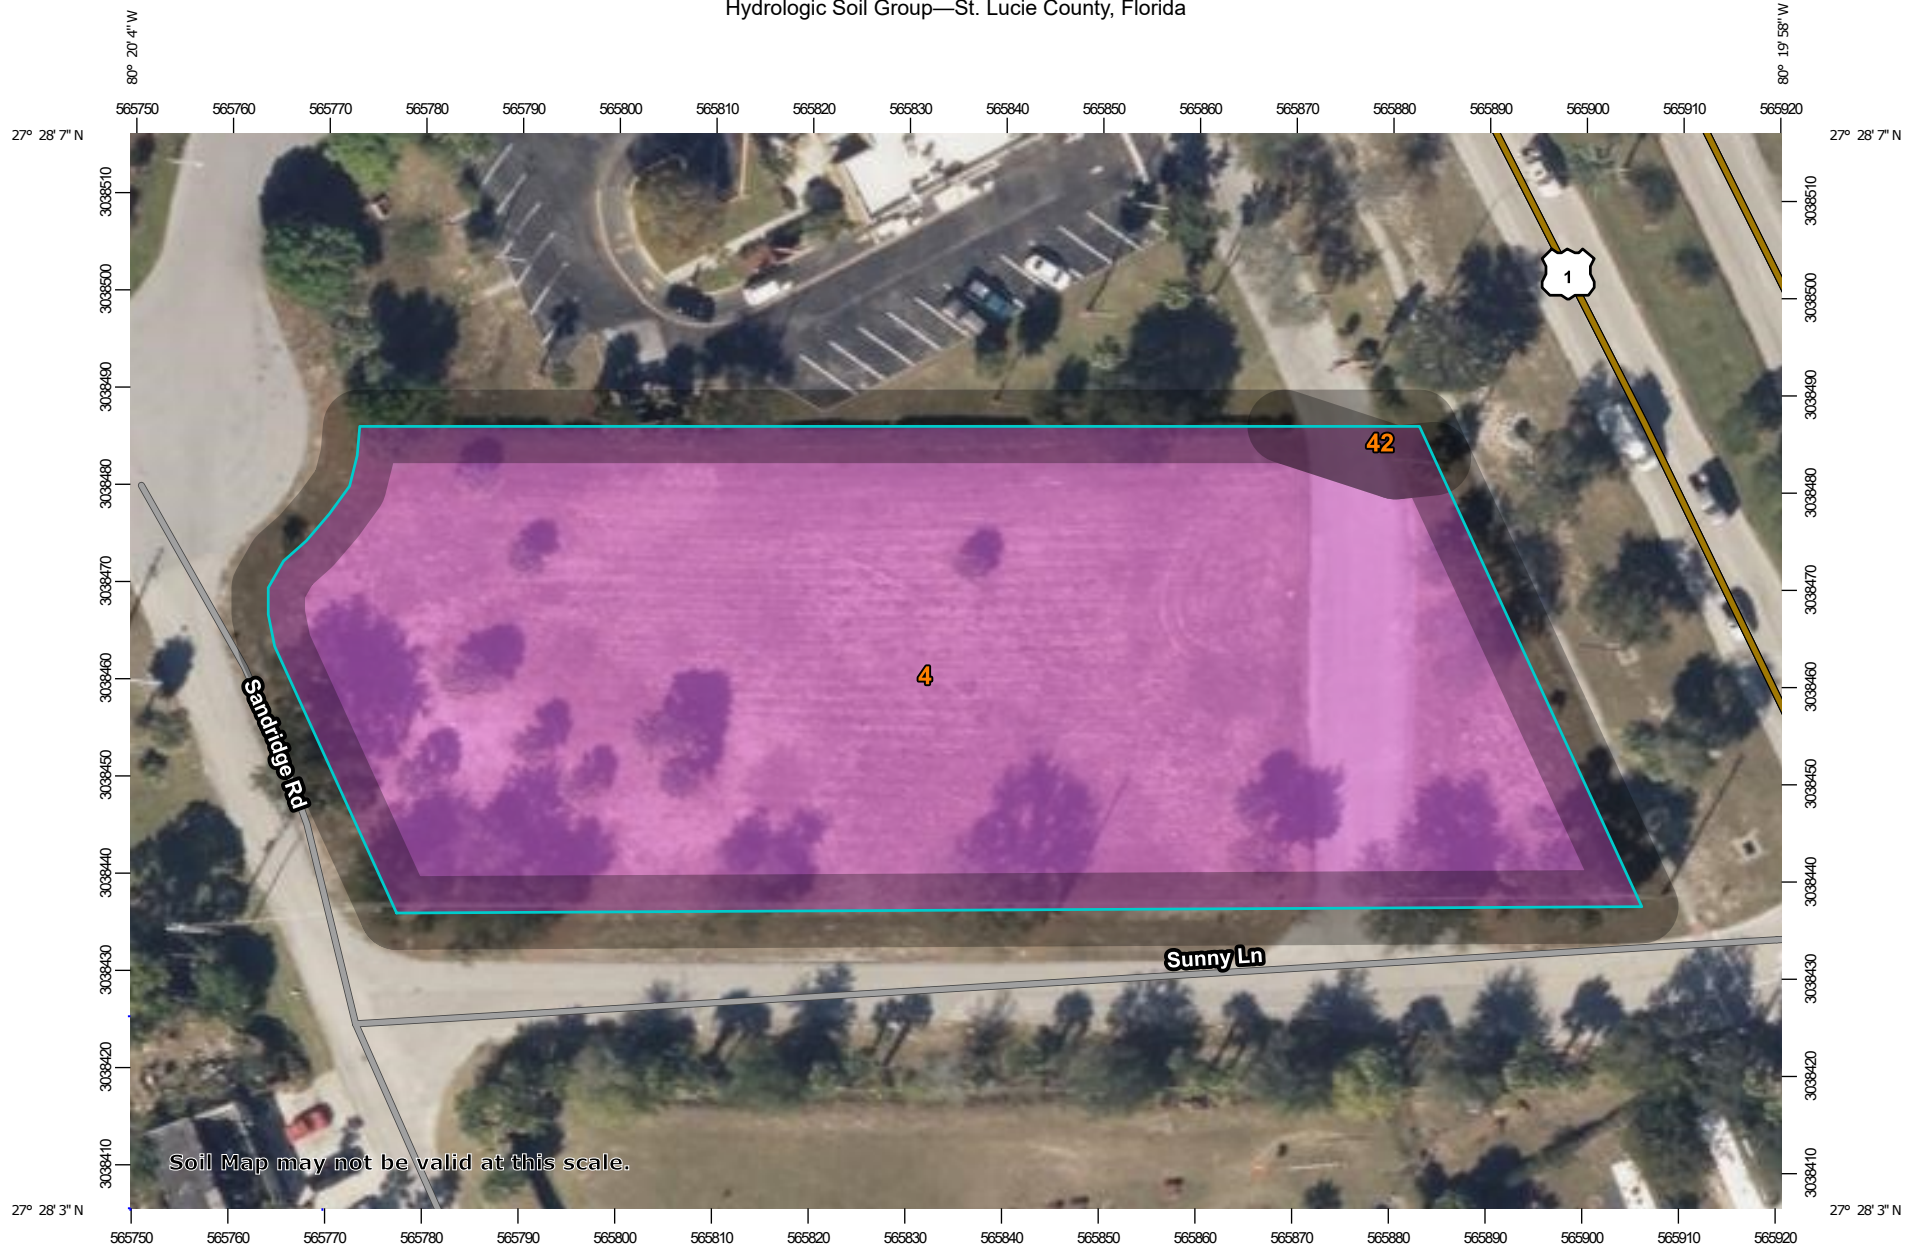 Hydrologic Soil Group—St. Lucie County, Florida
80° 20' 4" W
80° 19' 58" W
565750 565760 565770 565780 565790 565800 565810 565820 565830 565840 565850 565860 565870 565880 565890 565900 565910 565920
27° 28' 7" N
27° 28' 7" N
3038510
3038510
3038500
3038500
1
3038490
3038490
42
3038480
3038480
3038470
3038470
4
3038460
3038460
Sandridge Rd
3038450
3038450
3038440
3038440
Sunny Ln
3038430
3038430
3038420
3038420
3038410
3038410
Soil Map may not be valid at this scale.
27° 28' 3" N
27° 28' 3" N
565750 565760 565770 565780 565790 565800 565810 565820 565830 565840 565850 565860 565870 565880 565890 565900 565910 565920